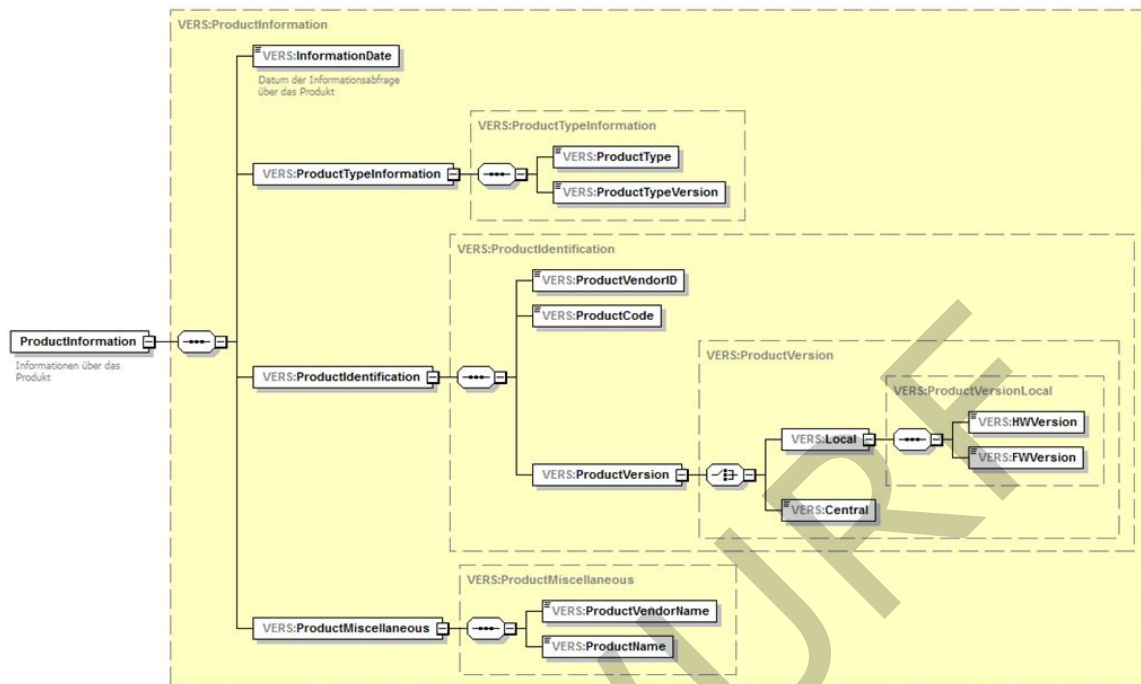 VERS:ProductInformation
VERS:InformationDate
Datum der Informationsabfrage
über das Produkt
VERS:ProductTypeInformation
VERS:ProductType
VERS:ProductTypeInformation
VERS:ProductTypeVersion
VERS:ProductIdentification
VERS:ProductVendorID
VERS:ProductCode
ProductInformation
Informationen über das
Produkt
VERS:ProductVersion
VERS:ProductIdentification
VERS:ProductVersionLocal
VERS:HWVersion
VERS:Local
VERS:FWVersion
VERS:ProductVersion
VERS:Central
VERS:ProductMiscellaneous
VERS:ProductVendorName
VERS:ProductMiscellaneous
VERS:ProductName
URF